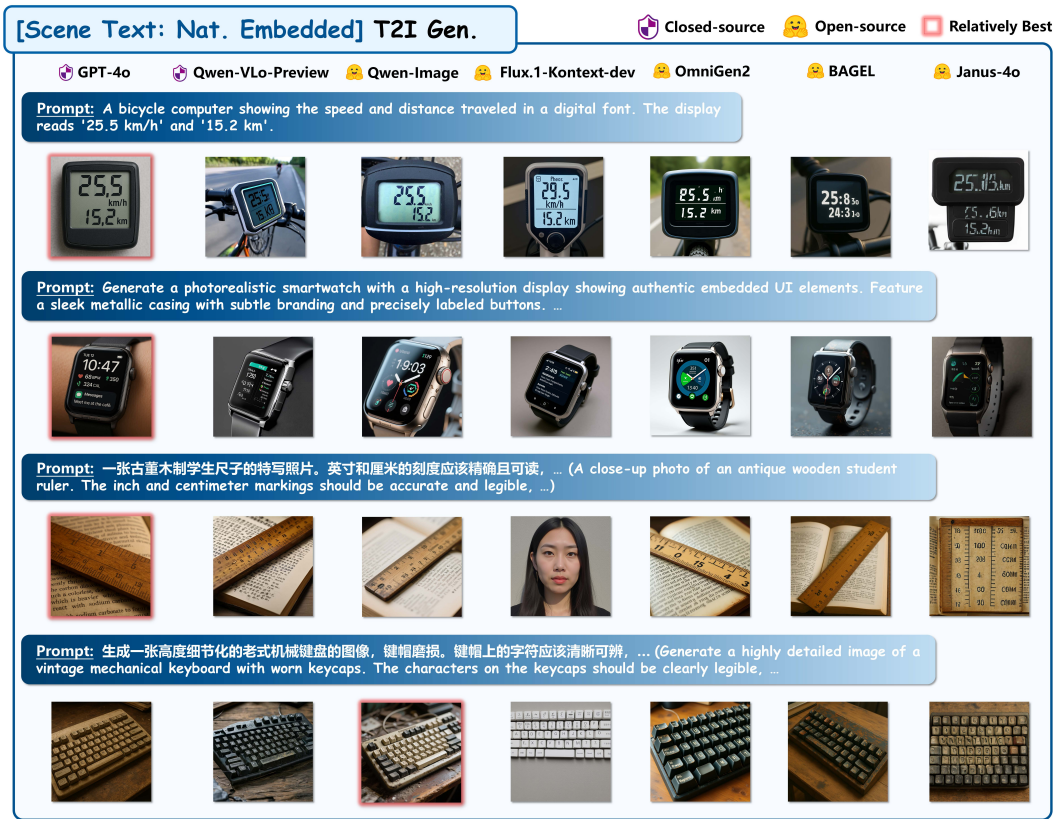 [Scene Text: Nat. Embedded] T2I Gen.
Closed-source Open-source Relatively Best
GPT-4o Qwen-VLo-Preview Qwen-Image Flux.1-Kontext-dev OmniGen2 BAGEL Janus-4o
Prompt: A bicycle computer showing the speed and distance traveled in a digital font. The display
reads '25.5 km/h' and '15.2 km'.
25,5
km/h
15,2 km
25.5
15.2
29.5
km/h
15.2 km
85.5
15.2 km
25:8
24:3
Prompt: Generate a photorealistic smartwatch with a high-resolution display showing authentic embedded UI elements. Feature
a sleek metallic casing with subtle branding and precisely labeled buttons. …
10:47
Messages
Prompt: 一张古董木制学生尺子的特写照片。英寸和厘米的刻度应该精确且可读，… (A close-up photo of an antique wooden student
ruler. The inch and centimeter markings should be accurate and legible, …)
Prompt: 生成一张高度细节化的老式机械键盘的图像，键帽磨损。键帽上的字符应该清晰可辨，… (Generate a highly detailed image of a
vintage mechanical keyboard with worn keycaps. The characters on the keycaps should be clearly legible, …